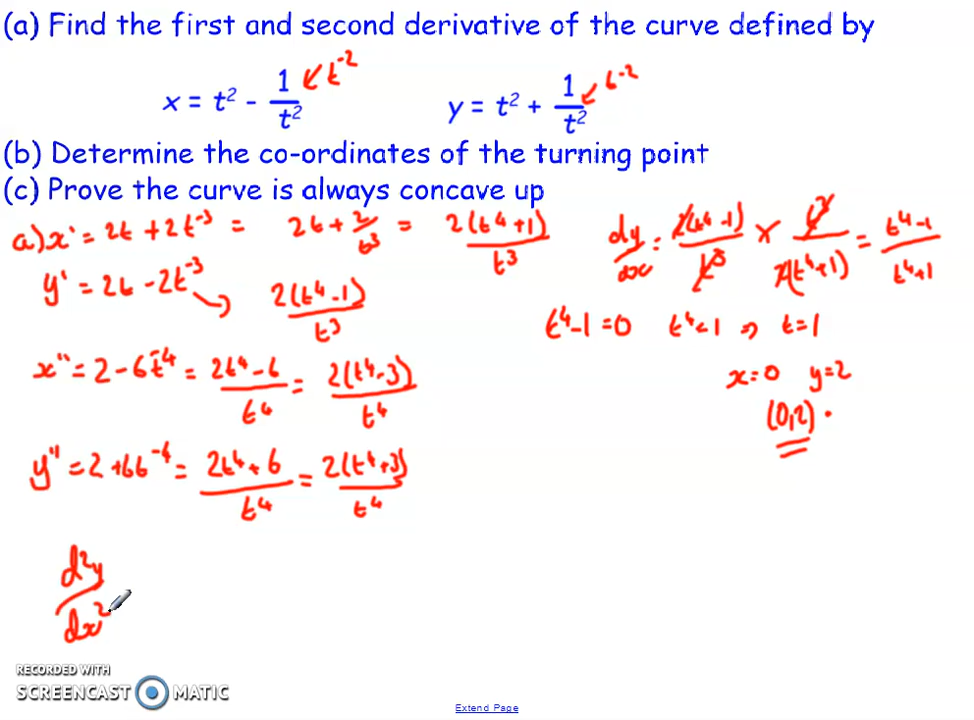 (a) Find the first and second derivative of the curve defined by
x = t² - 1/t² ↙ t⁻² y = t² + 1/t² ↙ t⁻²
(b) Determine the co-ordinates of the turning point
(c) Prove the curve is always concave up
a) x' = 2t + 2t⁻³ = 2t + 2/t³ = 2(t⁴+1)/t³
dy/dx = 2(t⁴-1)/t³ × t³/2(t⁴+1) = t⁴-1/t⁴+1
y' = 2t - 2t⁻³ → 2(t⁴-1)/t³
t⁴-1=0 t⁴=1 ⇒ t=1
x=0 y=2
(0,2)
x'' = 2 - 6t⁻⁴ = 2t⁴-6/t⁴ = 2(t⁴-3)/t⁴
y'' = 2 + 6t⁻⁴ = 2t⁴+6/t⁴ = 2(t⁴+3)/t⁴
d²y/dx²
RECORDED WITH
SCREENCAST MATIC
Extend Page